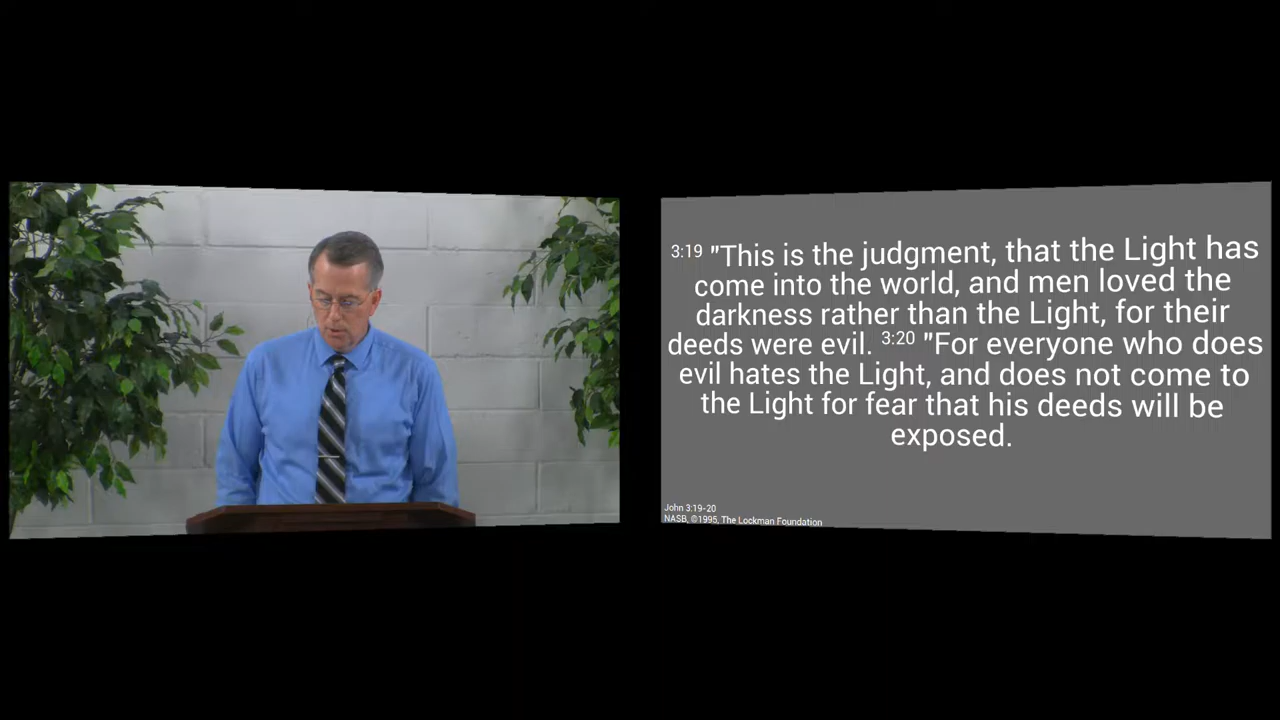 3:19 "This is the judgment, that the Light has
come into the world, and men loved the
darkness rather than the Light, for their
deeds were evil. 3:20 "For everyone who does
evil hates the Light, and does not come to
the Light for fear that his deeds will be
exposed.
John 3:19-20
NASB, ©1995, The Lockman Foundation